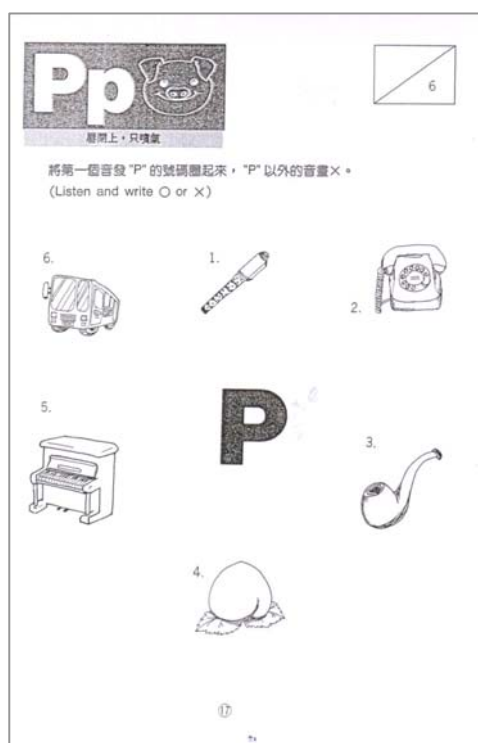 Pp
6
唇閉上，只噴氣
將第一個音發"P"的號碼圈起來，"P"以外的音畫×。
(Listen and write ○ or ×)
6.
1.
2.
5.
P
3.
4.
⑰